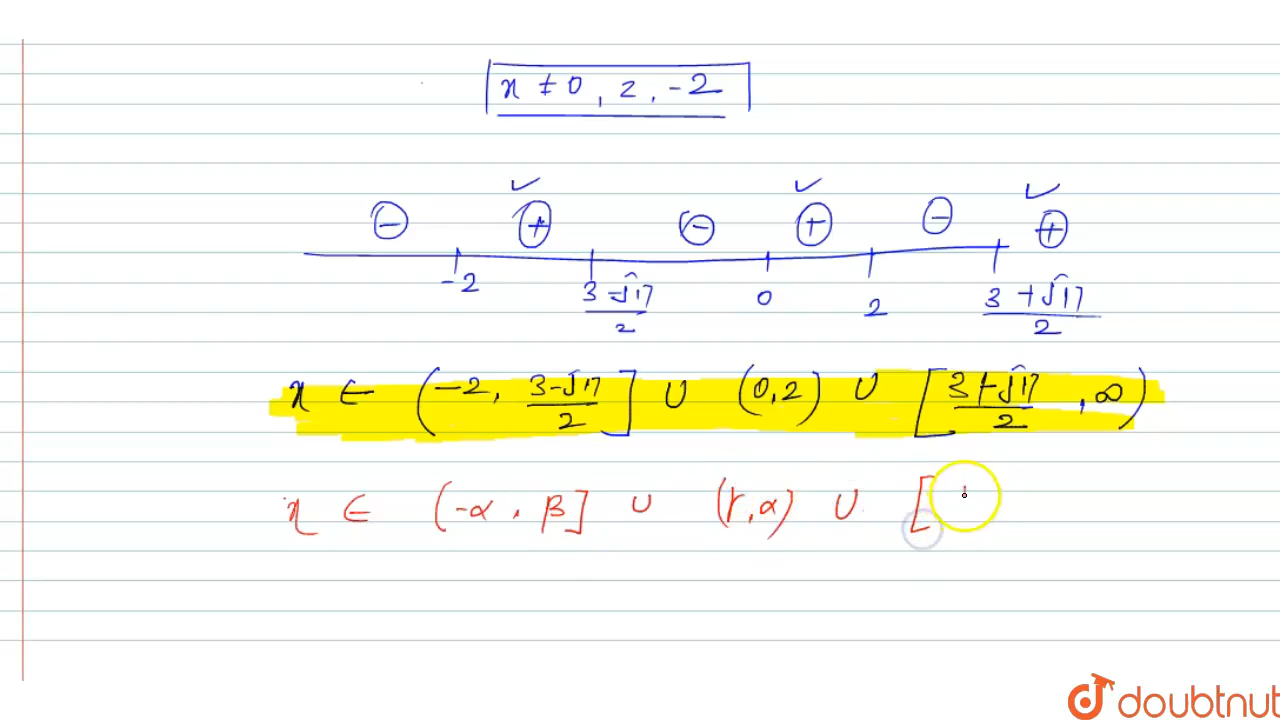 x ≠ 0, 2, -2
✓ ✓ ✓
⊖ ⊕ ⊖ ⊕ ⊖ ⊕
-2 (3-√17)/2 0 2 (3+√17)/2
x ∈ (-2, (3-√17)/2] ∪ (0,2) ∪ [(3+√17)/2, ∞)
x ∈ (-α, β] ∪ (γ,α) ∪ [
doubtnut